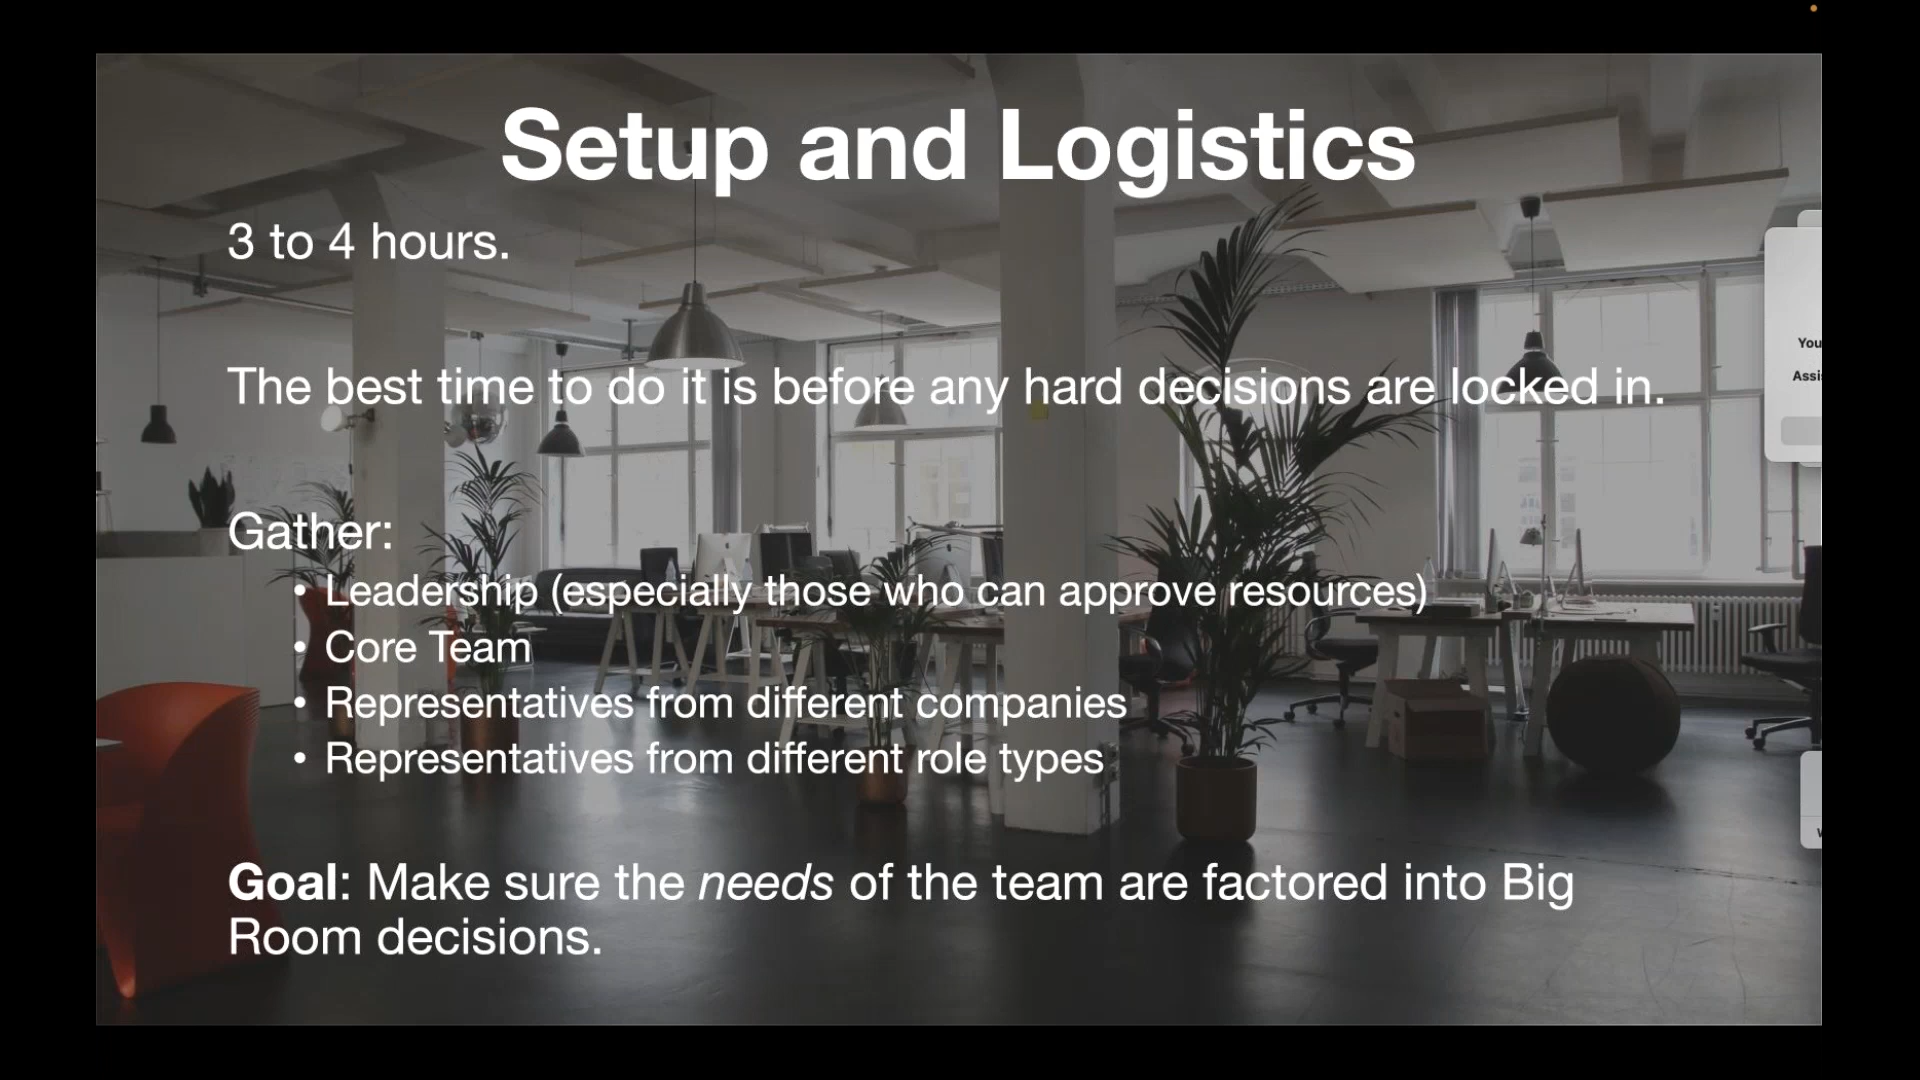 Setup and Logistics
3 to 4 hours.
The best time to do it is before any hard decisions are locked in.
Gather:
• Leadership (especially those who can approve resources)
• Core Team
• Representatives from different companies
• Representatives from different role types
Goal: Make sure the needs of the team are factored into Big
Room decisions.
You